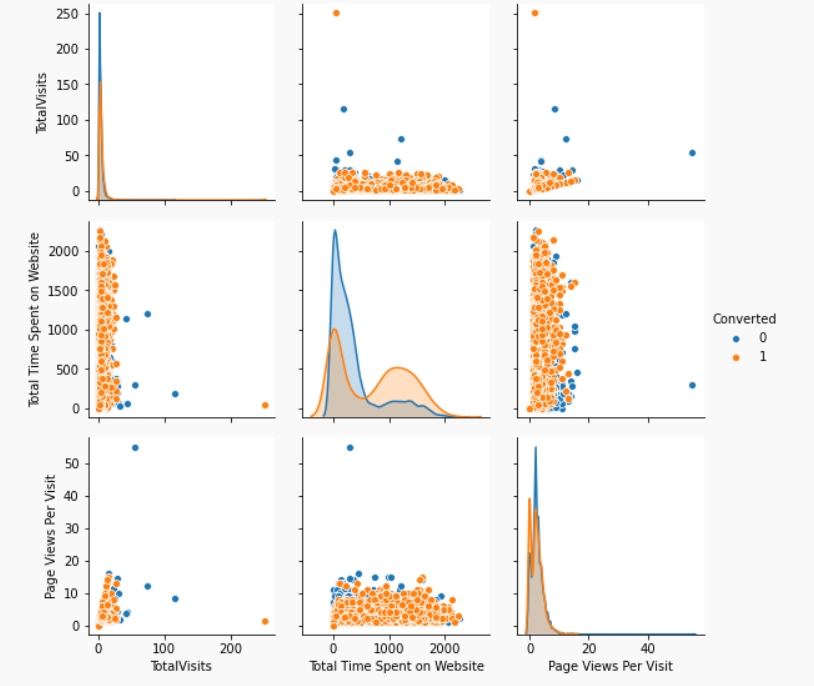 250
200
150
100
50
0
TotalVisits
2000
1500
1000
500
0
Total Time Spent on Website
Converted
0
1
50
40
30
20
10
0
Page Views Per Visit
0 100 200
TotalVisits
0 1000 2000
Total Time Spent on Website
0 20 40
Page Views Per Visit